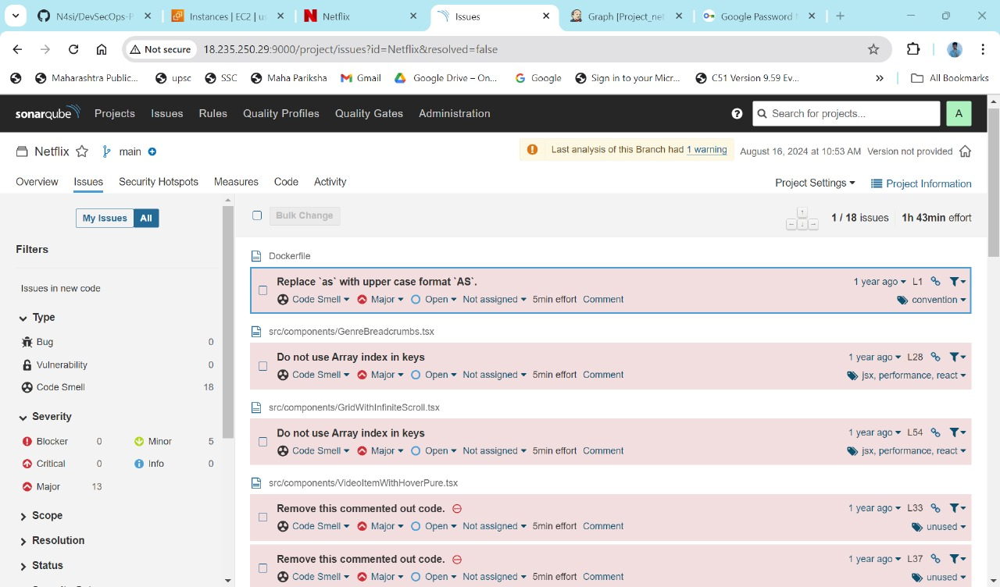 N4si/DevSecOps-P
Instances | EC2 | us
Netflix
Issues
Graph [Project_net
Google Password M
Not secure
18.235.250.29:9000/project/issues?id=Netflix&resolved=false
Maharashtra Public...
upsc
SSC
Maha Pariksha
Gmail
Google Drive – On...
Google
Sign in to your Micr...
C51 Version 9.59 Ev...
All Bookmarks
sonarqube
Projects
Issues
Rules
Quality Profiles
Quality Gates
Administration
Search for projects...
A
Netflix
main
Last analysis of this Branch had 1 warning
August 16, 2024 at 10:53 AM
Version not provided
Overview
Issues
Security Hotspots
Measures
Code
Activity
Project Settings
Project Information
My Issues
All
Bulk Change
1 / 18 issues
1h 43min effort
Filters
Issues in new code
Type
Bug 0
Vulnerability 0
Code Smell 18
Severity
Blocker 0
Minor 5
Critical 0
Info 0
Major 13
Scope
Resolution
Status
Dockerfile
Replace `as` with upper case format `AS`.
1 year ago L1
Code Smell Major Open Not assigned 5min effort Comment
convention
src/components/GenreBreadcrumbs.tsx
Do not use Array index in keys
1 year ago L28
Code Smell Major Open Not assigned 5min effort Comment
jsx, performance, react
src/components/GridWithInfiniteScroll.tsx
Do not use Array index in keys
1 year ago L54
Code Smell Major Open Not assigned 5min effort Comment
jsx, performance, react
src/components/VideoItemWithHoverPure.tsx
Remove this commented out code.
1 year ago L33
Code Smell Major Open Not assigned 5min effort Comment
unused
Remove this commented out code.
1 year ago L37
Code Smell Major Open Not assigned 5min effort Comment
unused